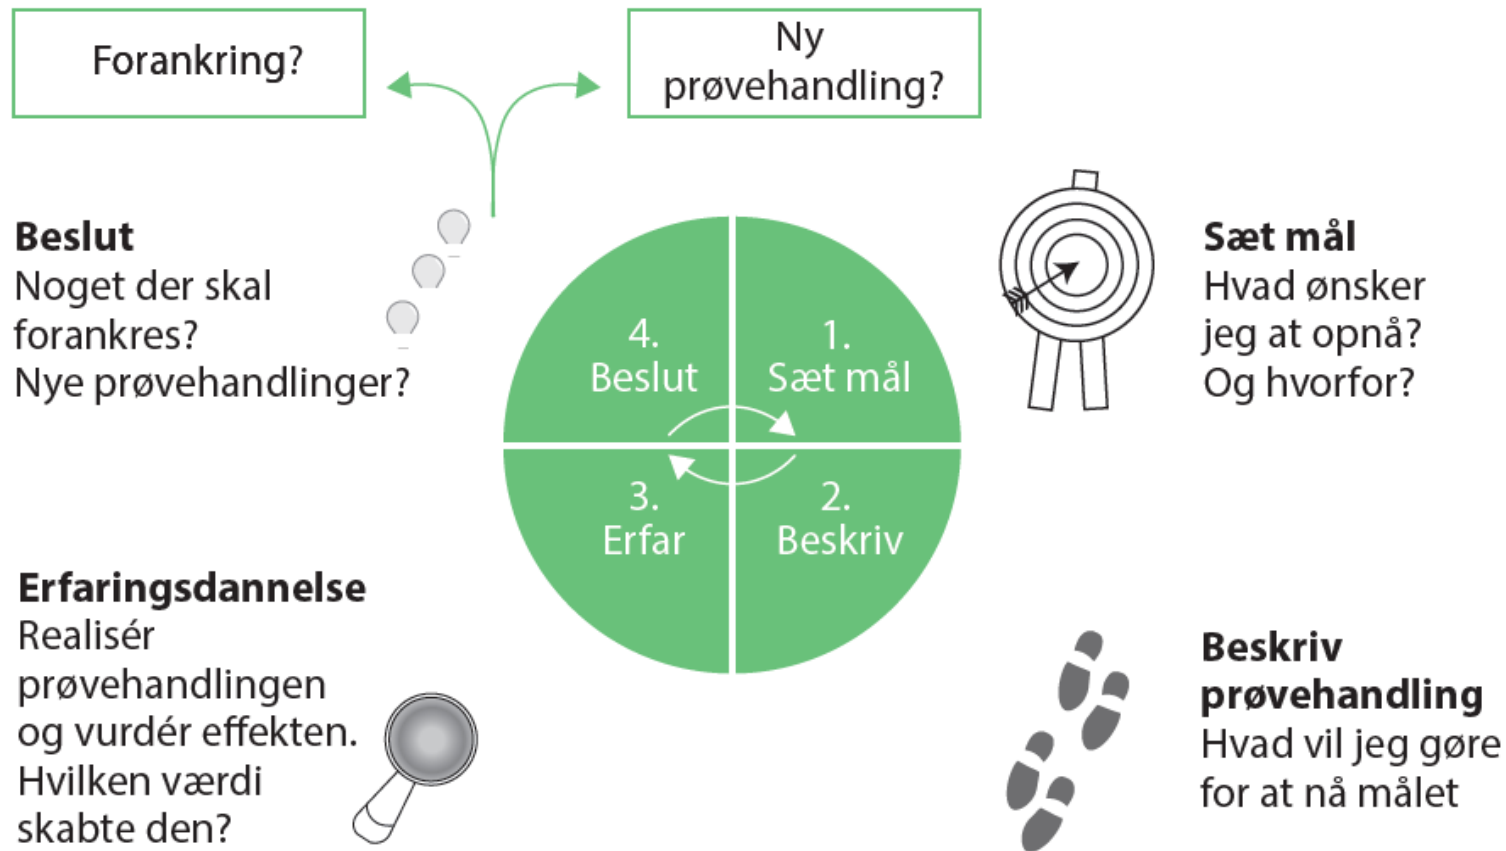 Forankring?
Ny
prøvehandling?
Beslut
Noget der skal
forankres?
Nye prøvehandlinger?
4.
Beslut
1.
Sæt mål
Sæt mål
Hvad ønsker
jeg at opnå?
Og hvorfor?
3.
Erfar
2.
Beskriv
Erfaringsdannelse
Realisér
prøvehandlingen
og vurdér effekten.
Hvilken værdi
skabte den?
Beskriv
prøvehandling
Hvad vil jeg gøre
for at nå målet